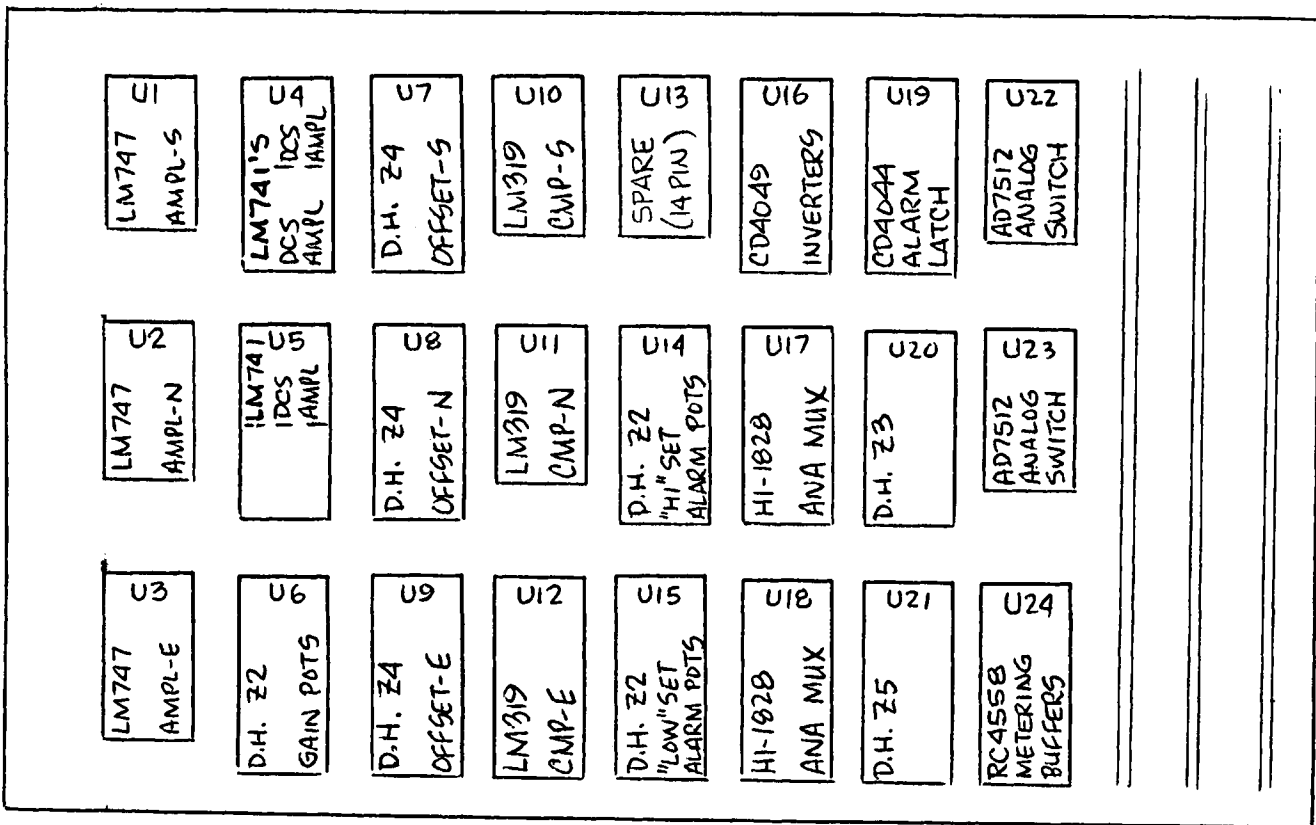 U1
LM747
AMPL-S
U4
LM741'S
DCS |DCS
AMPL |AMPL
U7
D.H. Z4
OFFSET-S
U10
LM319
CMP-S
U13
SPARE
(14 PIN)
U16
CD4049
INVERTERS
U19
CD4044
ALARM
LATCH
U22
AD7512
ANALOG
SWITCH
U2
LM747
AMPL-N
U5
|LM741
|DCS
|AMPL
U8
D.H. Z4
OFFSET-N
U11
LM319
CMP-N
U14
D.H. Z2
"HI" SET
ALARM POTS
U17
HI-1828
ANA MUX
U20
D.H. Z3
U23
AD7512
ANALOG
SWITCH
U3
LM747
AMPL-E
U6
D.H. Z2
GAIN POTS
U9
D.H. Z4
OFFSET-E
U12
LM319
CMP-E
U15
D.H. Z2
"LOW" SET
ALARM POTS
U18
HI-1828
ANA MUX
U21
D.H. Z5
U24
RC4558
METERING
BUFFERS